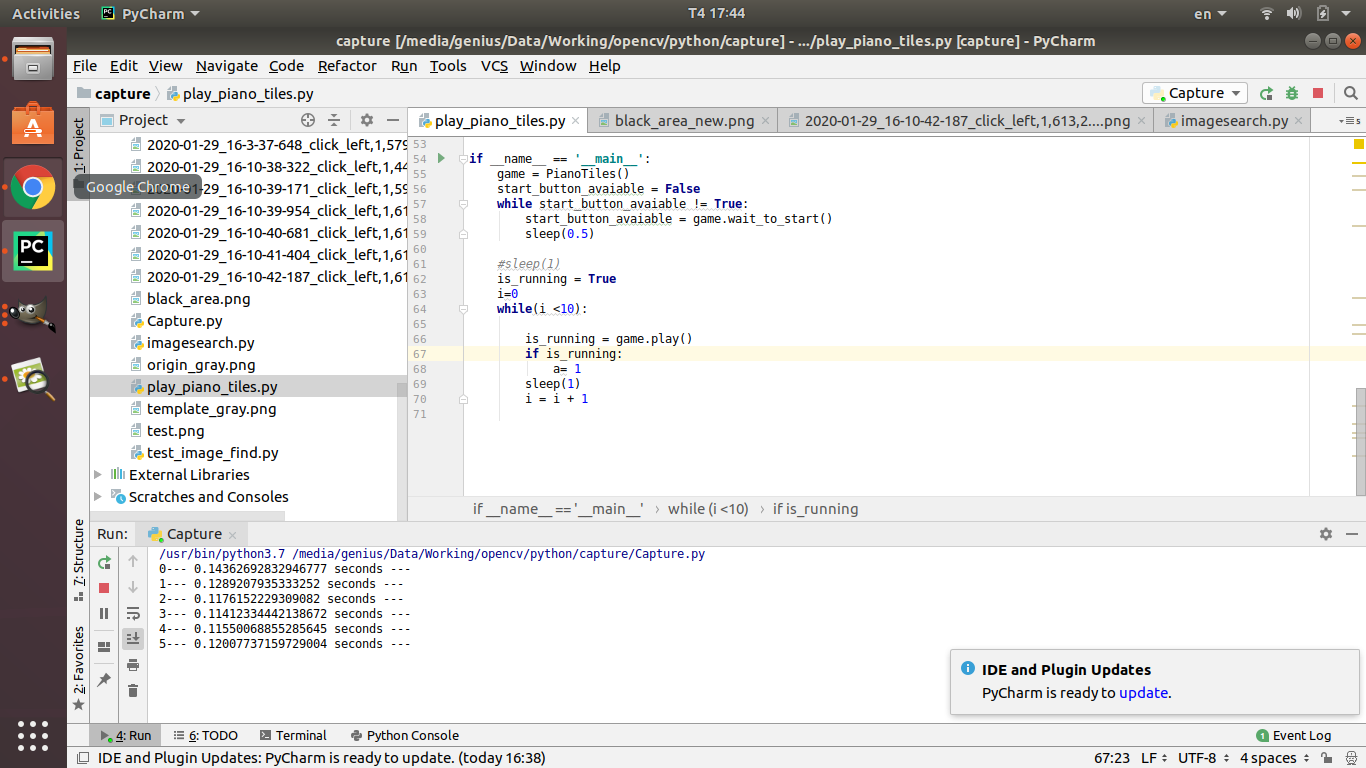 Activities PyCharm T4 17:44 en
capture [/media/genius/Data/Working/opencv/python/capture] - .../play_piano_tiles.py [capture] - PyCharm
File Edit View Navigate Code Refactor Run Tools VCS Window Help
capture play_piano_tiles.py Capture
1: Project
Project
play_piano_tiles.py black_area_new.png 2020-01-29_16-10-42-187_click_left,1,613,2....png imagesearch.py 5
2020-01-29_16-3-37-648_click_left,1,579
2020-01-29_16-10-38-322_click_left,1,44
2020-01-29_16-10-39-171_click_left,1,59
Google Chrome
2020-01-29_16-10-39-954_click_left,1,61
2020-01-29_16-10-40-681_click_left,1,61
2020-01-29_16-10-41-404_click_left,1,61
2020-01-29_16-10-42-187_click_left,1,61
black_area.png
Capture.py
imagesearch.py
origin_gray.png
play_piano_tiles.py
template_gray.png
test.png
test_image_find.py
External Libraries
Scratches and Consoles
53
54 if __name__ == '__main__':
55 game = PianoTiles()
56 start_button_avaiable = False
57 while start_button_avaiable != True:
58 start_button_avaiable = game.wait_to_start()
59 sleep(0.5)
60
61 #sleep(1)
62 is_running = True
63 i=0
64 while(i <10):
65
66 is_running = game.play()
67 if is_running:
68 a= 1
69 sleep(1)
70 i = i + 1
71
if __name__ == '__main__' › while (i <10) › if is_running
PC
7: Structure
2: Favorites
Run: Capture
/usr/bin/python3.7 /media/genius/Data/Working/opencv/python/capture/Capture.py
0--- 0.14362692832946777 seconds ---
1--- 0.1289207935333252 seconds ---
2--- 0.1176152229309082 seconds ---
3--- 0.11412334442138672 seconds ---
4--- 0.11550068855285645 seconds ---
5--- 0.12007737159729004 seconds ---
IDE and Plugin Updates
PyCharm is ready to update.
4: Run 6: TODO Terminal Python Console 1 Event Log
IDE and Plugin Updates: PyCharm is ready to update. (today 16:38) 67:23 LF UTF-8 4 spaces